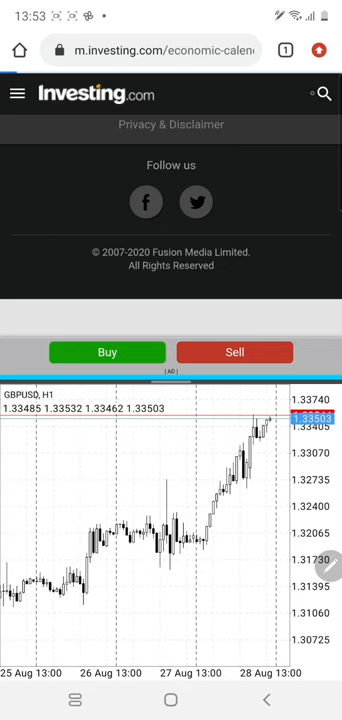 13:53
m.investing.com/economic-calen
1
Investing.com
Privacy & Disclaimer
Follow us
© 2007-2020 Fusion Media Limited.
All Rights Reserved
Buy
Sell
| AD |
GBPUSD, H1
1.33485 1.33532 1.33462 1.33503
1.33740
1.33503
1.33405
1.33070
1.32735
1.32400
1.32065
1.31730
1.31395
1.31060
1.30725
25 Aug 13:00
26 Aug 13:00
27 Aug 13:00
28 Aug 13:00